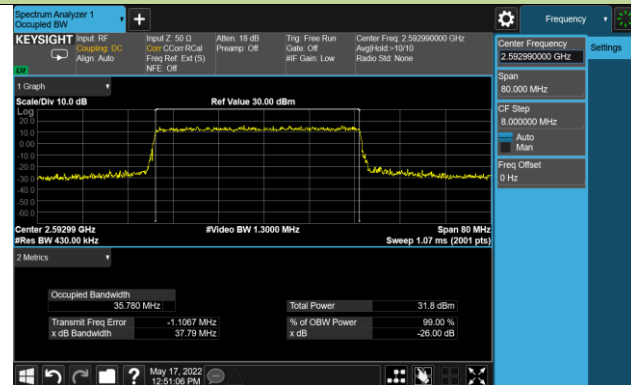 Spectrum Analyzer 1
Occupied BW
Frequency
KEYSIGHT
Input: RF
Coupling: DC
Align: Auto
LXI
Input Z: 50 Ω
Corr CCorr RCal
Freq Ref: Ext (S)
NFE: Off
Atten: 18 dB
Preamp: Off
Trig: Free Run
Gate: Off
#IF Gain: Low
Center Freq: 2.592990000 GHz
Avg|Hold:>10/10
Radio Std: None
Center Frequency
2.592990000 GHz
Settings
Span
80.000 MHz
CF Step
8.000000 MHz
Auto
Man
Freq Offset
0 Hz
1 Graph
Scale/Div 10.0 dB
Ref Value 30.00 dBm
Log
20.0
10.0
0.00
-10.0
-20.0
-30.0
-40.0
-50.0
-60.0
Center 2.59299 GHz
#Video BW 1.3000 MHz
Span 80 MHz
#Res BW 430.00 kHz
Sweep 1.07 ms (2001 pts)
2 Metrics
Occupied Bandwidth
35.780 MHz
Total Power 31.8 dBm
Transmit Freq Error -1.1067 MHz
% of OBW Power 99.00 %
x dB Bandwidth 37.79 MHz
x dB -26.00 dB
?
May 17, 2022
12:51:06 PM